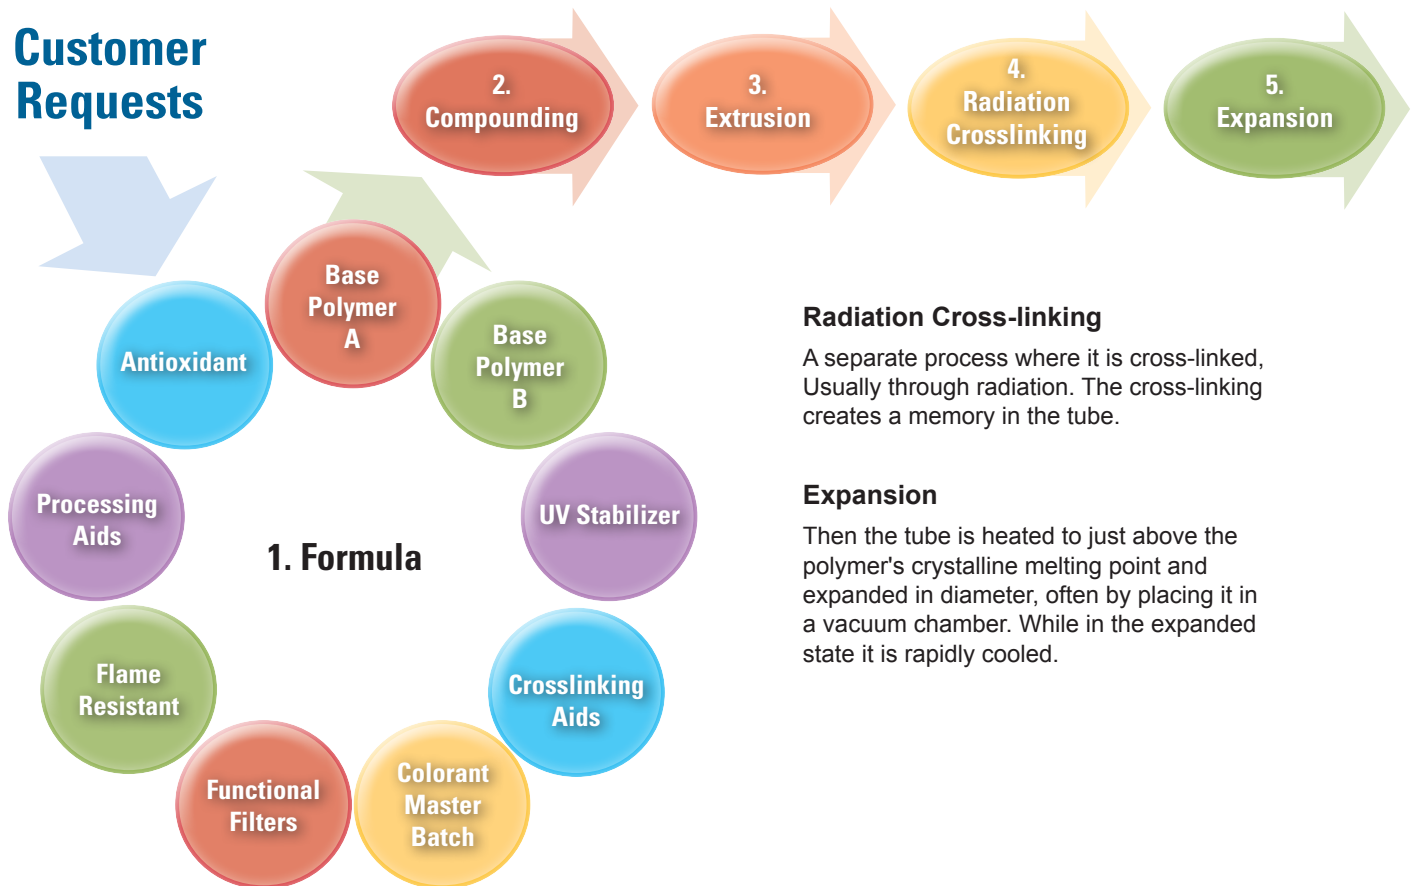 Customer
Requests
2.
Compounding
3.
Extrusion
4.
Radiation
Crosslinking
5.
Expansion
Base
Polymer
A
Base
Polymer
B
Antioxidant
UV Stabilizer
Processing
Aids
1. Formula
Crosslinking
Aids
Flame
Resistant
Colorant
Master
Batch
Functional
Filters
Radiation Cross-linking
A separate process where it is cross-linked,
Usually through radiation. The cross-linking
creates a memory in the tube.
Expansion
Then the tube is heated to just above the
polymer's crystalline melting point and
expanded in diameter, often by placing it in
a vacuum chamber. While in the expanded
state it is rapidly cooled.